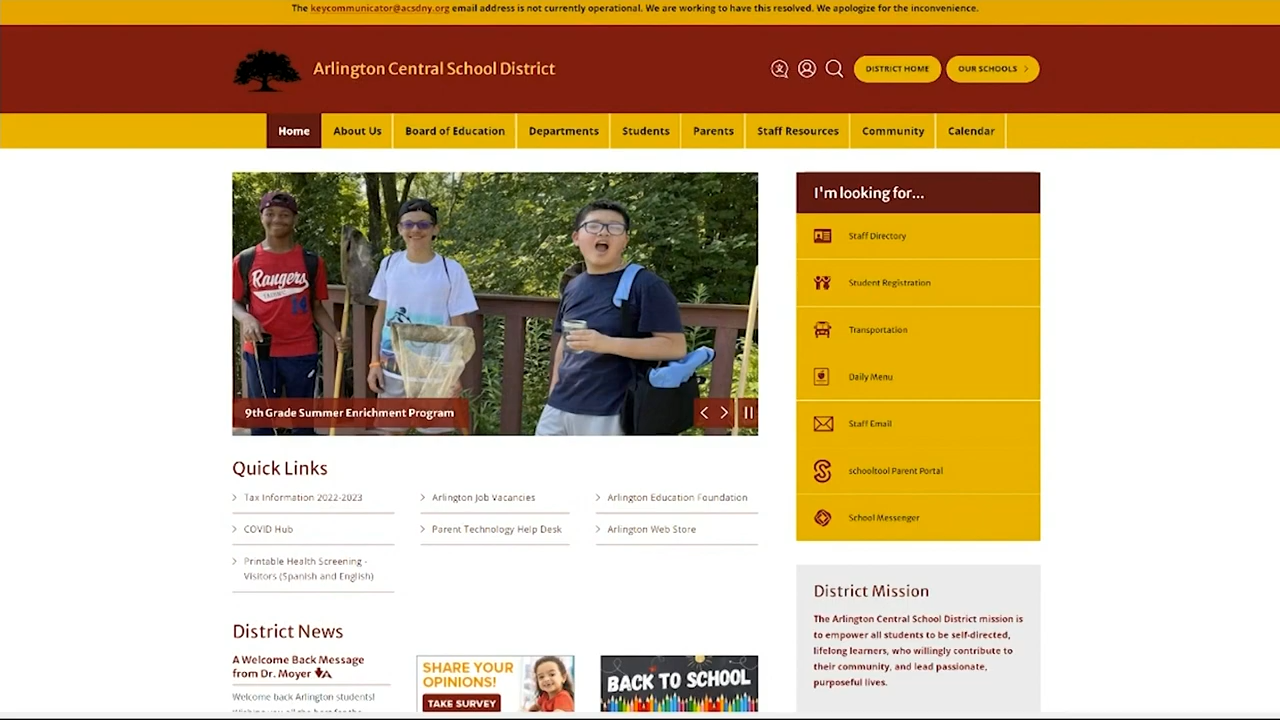 The keycommunicator@acsdny.org email address is not currently operational. We are working to have this resolved. We apologize for the inconvenience.
Arlington Central School District
DISTRICT HOME
OUR SCHOOLS
Home
About Us
Board of Education
Departments
Students
Parents
Staff Resources
Community
Calendar
Rangers
9th Grade Summer Enrichment Program
I'm looking for...
Staff Directory
Student Registration
Transportation
Daily Menu
Staff Email
schooltool Parent Portal
School Messenger
Quick Links
Tax Information 2022-2023
Arlington Job Vacancies
Arlington Education Foundation
COVID Hub
Parent Technology Help Desk
Arlington Web Store
Printable Health Screening -
Visitors (Spanish and English)
District News
A Welcome Back Message
from Dr. Moyer
Welcome back Arlington students!
SHARE YOUR
OPINIONS!
TAKE SURVEY
BACK TO SCHOOL
District Mission
The Arlington Central School District mission is
to empower all students to be self-directed,
lifelong learners, who willingly contribute to
their community, and lead passionate,
purposeful lives.